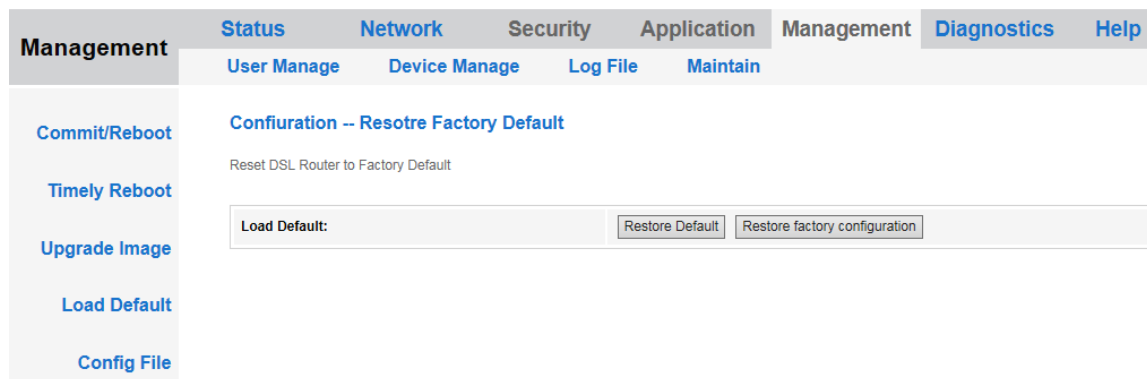 Management
Status Network Security Application Management Diagnostics Help
User Manage Device Manage Log File Maintain
Commit/Reboot
Timely Reboot
Upgrade Image
Load Default
Config File
Confiuration -- Resotre Factory Default
Reset DSL Router to Factory Default
Load Default: Restore Default Restore factory configuration